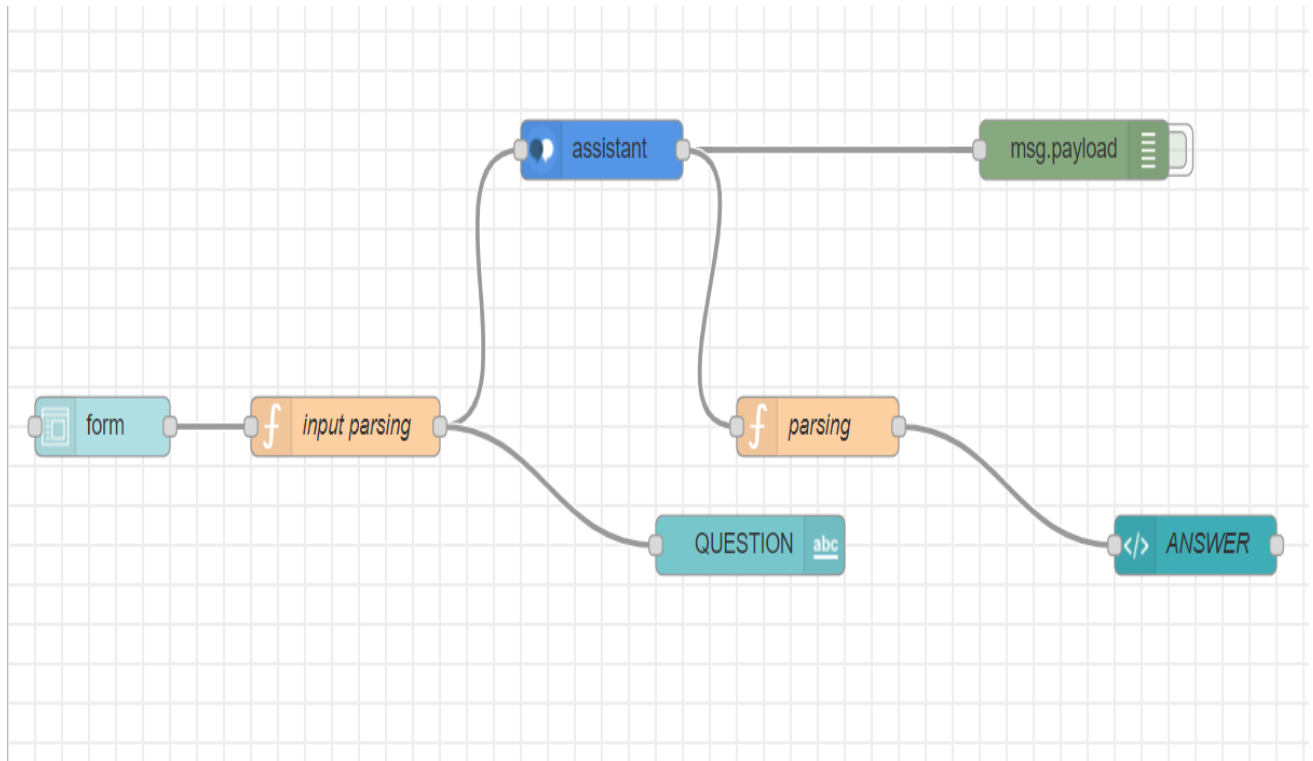 assistant
msg.payload
form
input parsing
parsing
QUESTION
abc
</> ANSWER